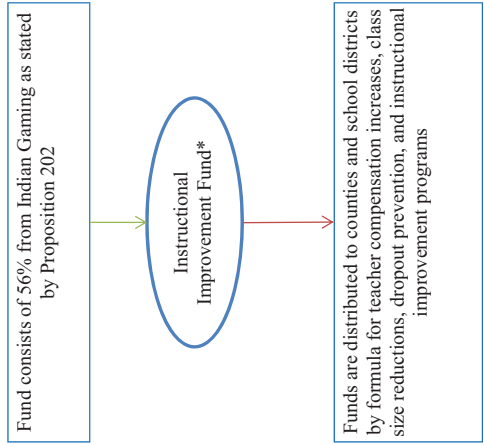 Fund consists of 56% from Indian Gaming as stated
by Proposition 202
Instructional
Improvement Fund*
Funds are distributed to counties and school districts
by formula for teacher compensation increases, class
size reductions, dropout prevention, and instructional
improvement programs